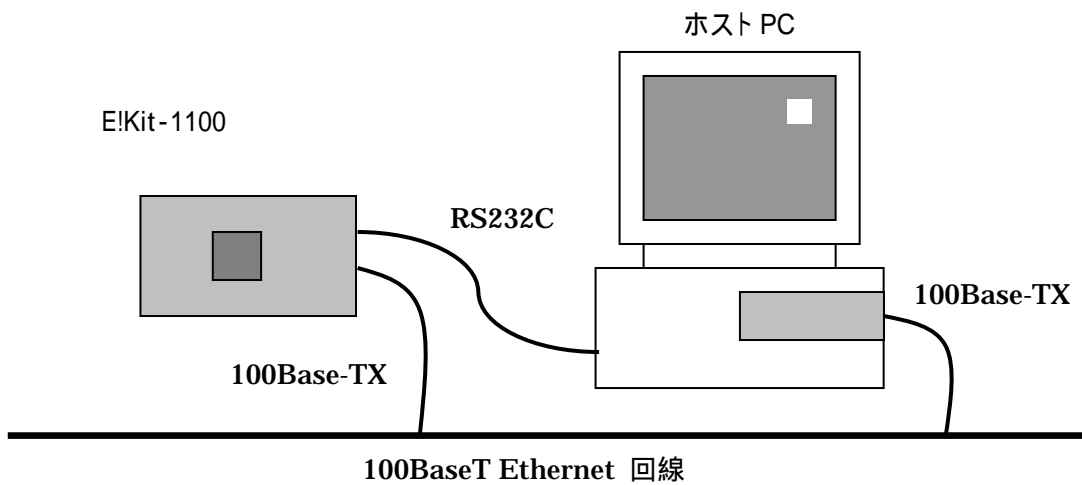 ホスト PC
E!Kit-1100
RS232C
100Base-TX
100Base-TX
100BaseT Ethernet 回線